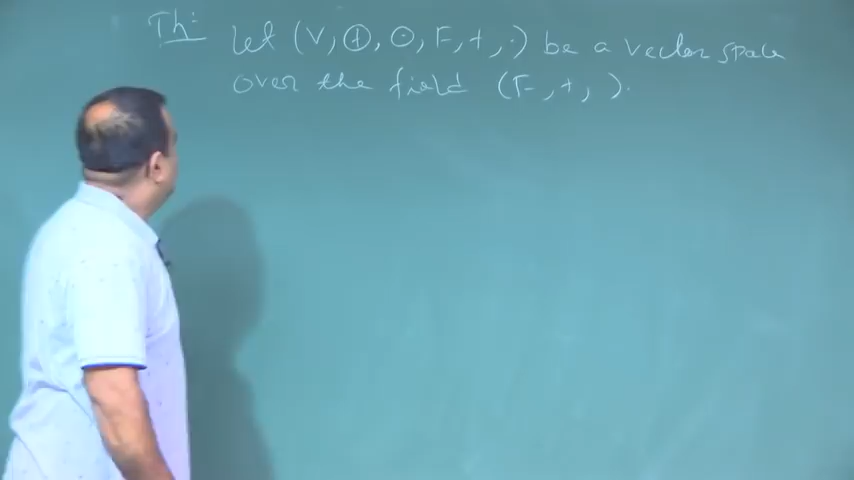 Th: Let (V, ⊕, ⊙, F, +, ·) be a vector space
over the field (F, +, ).